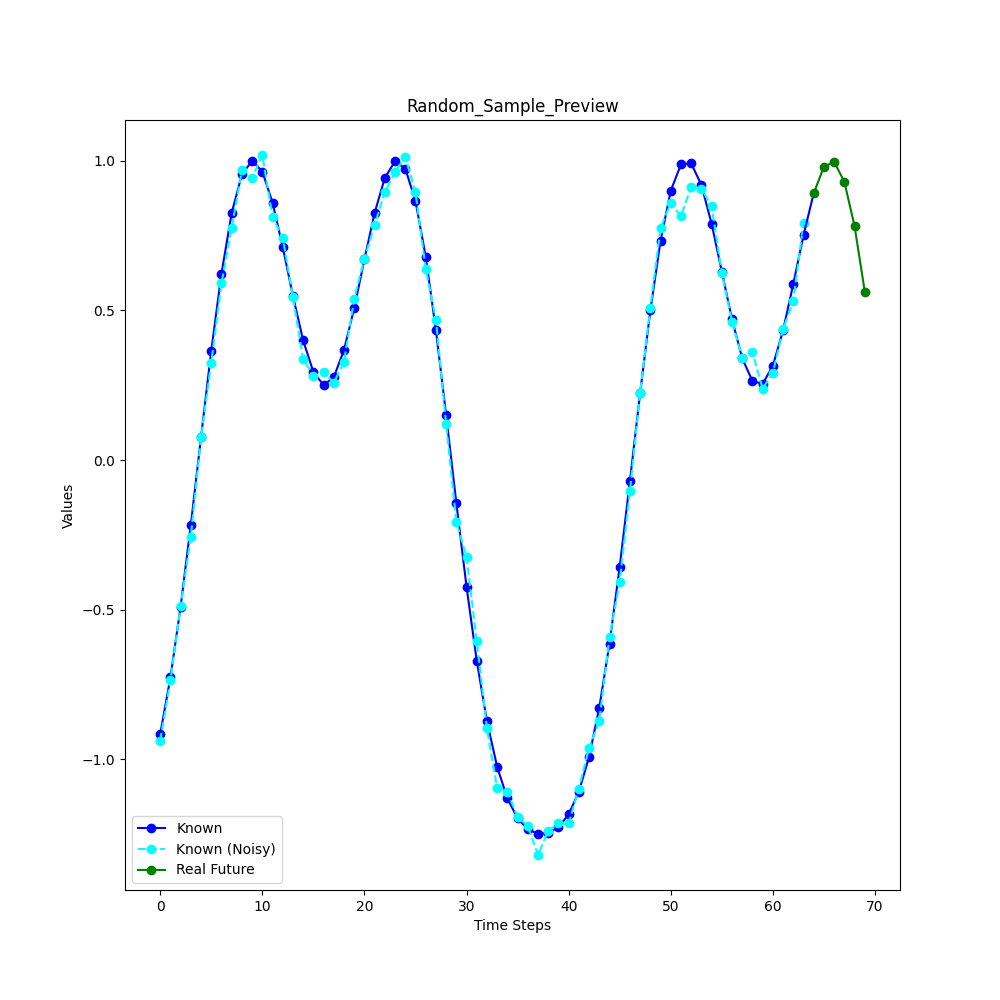 Random_Sample_Preview
1.0
0.5
0.0
−0.5
−1.0
Values
Known
Known (Noisy)
Real Future
0 10 20 30 40 50 60 70
Time Steps